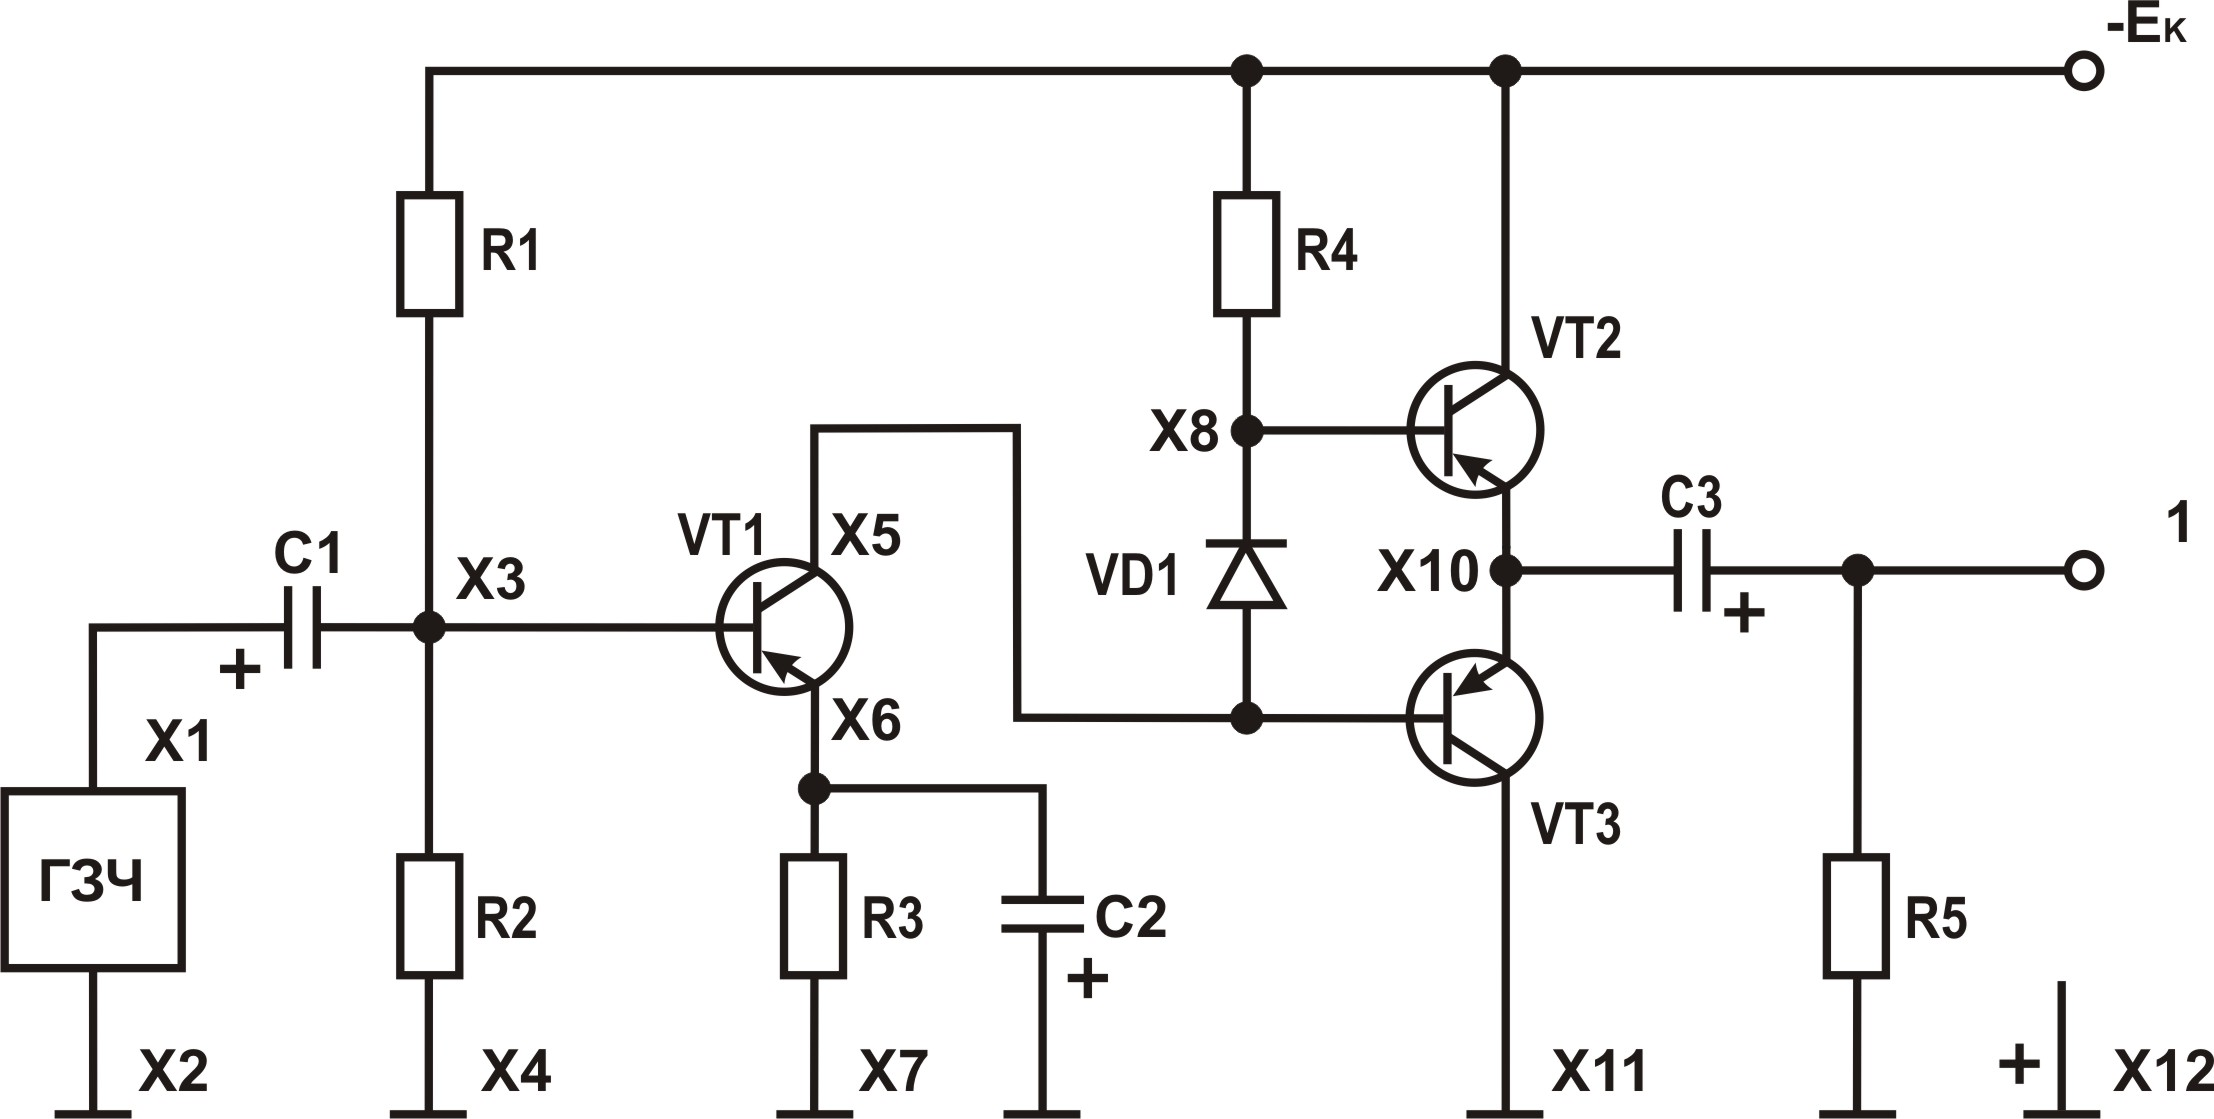 -Eк
R1
R4
VT2
X8
C3
1
VT1
X5
C1
X3
VD1
X10
X1
+
+
X6
VT3
ГЗЧ
R2
R3
C2
R5
+
X2
X4
X7
X11
+
X12